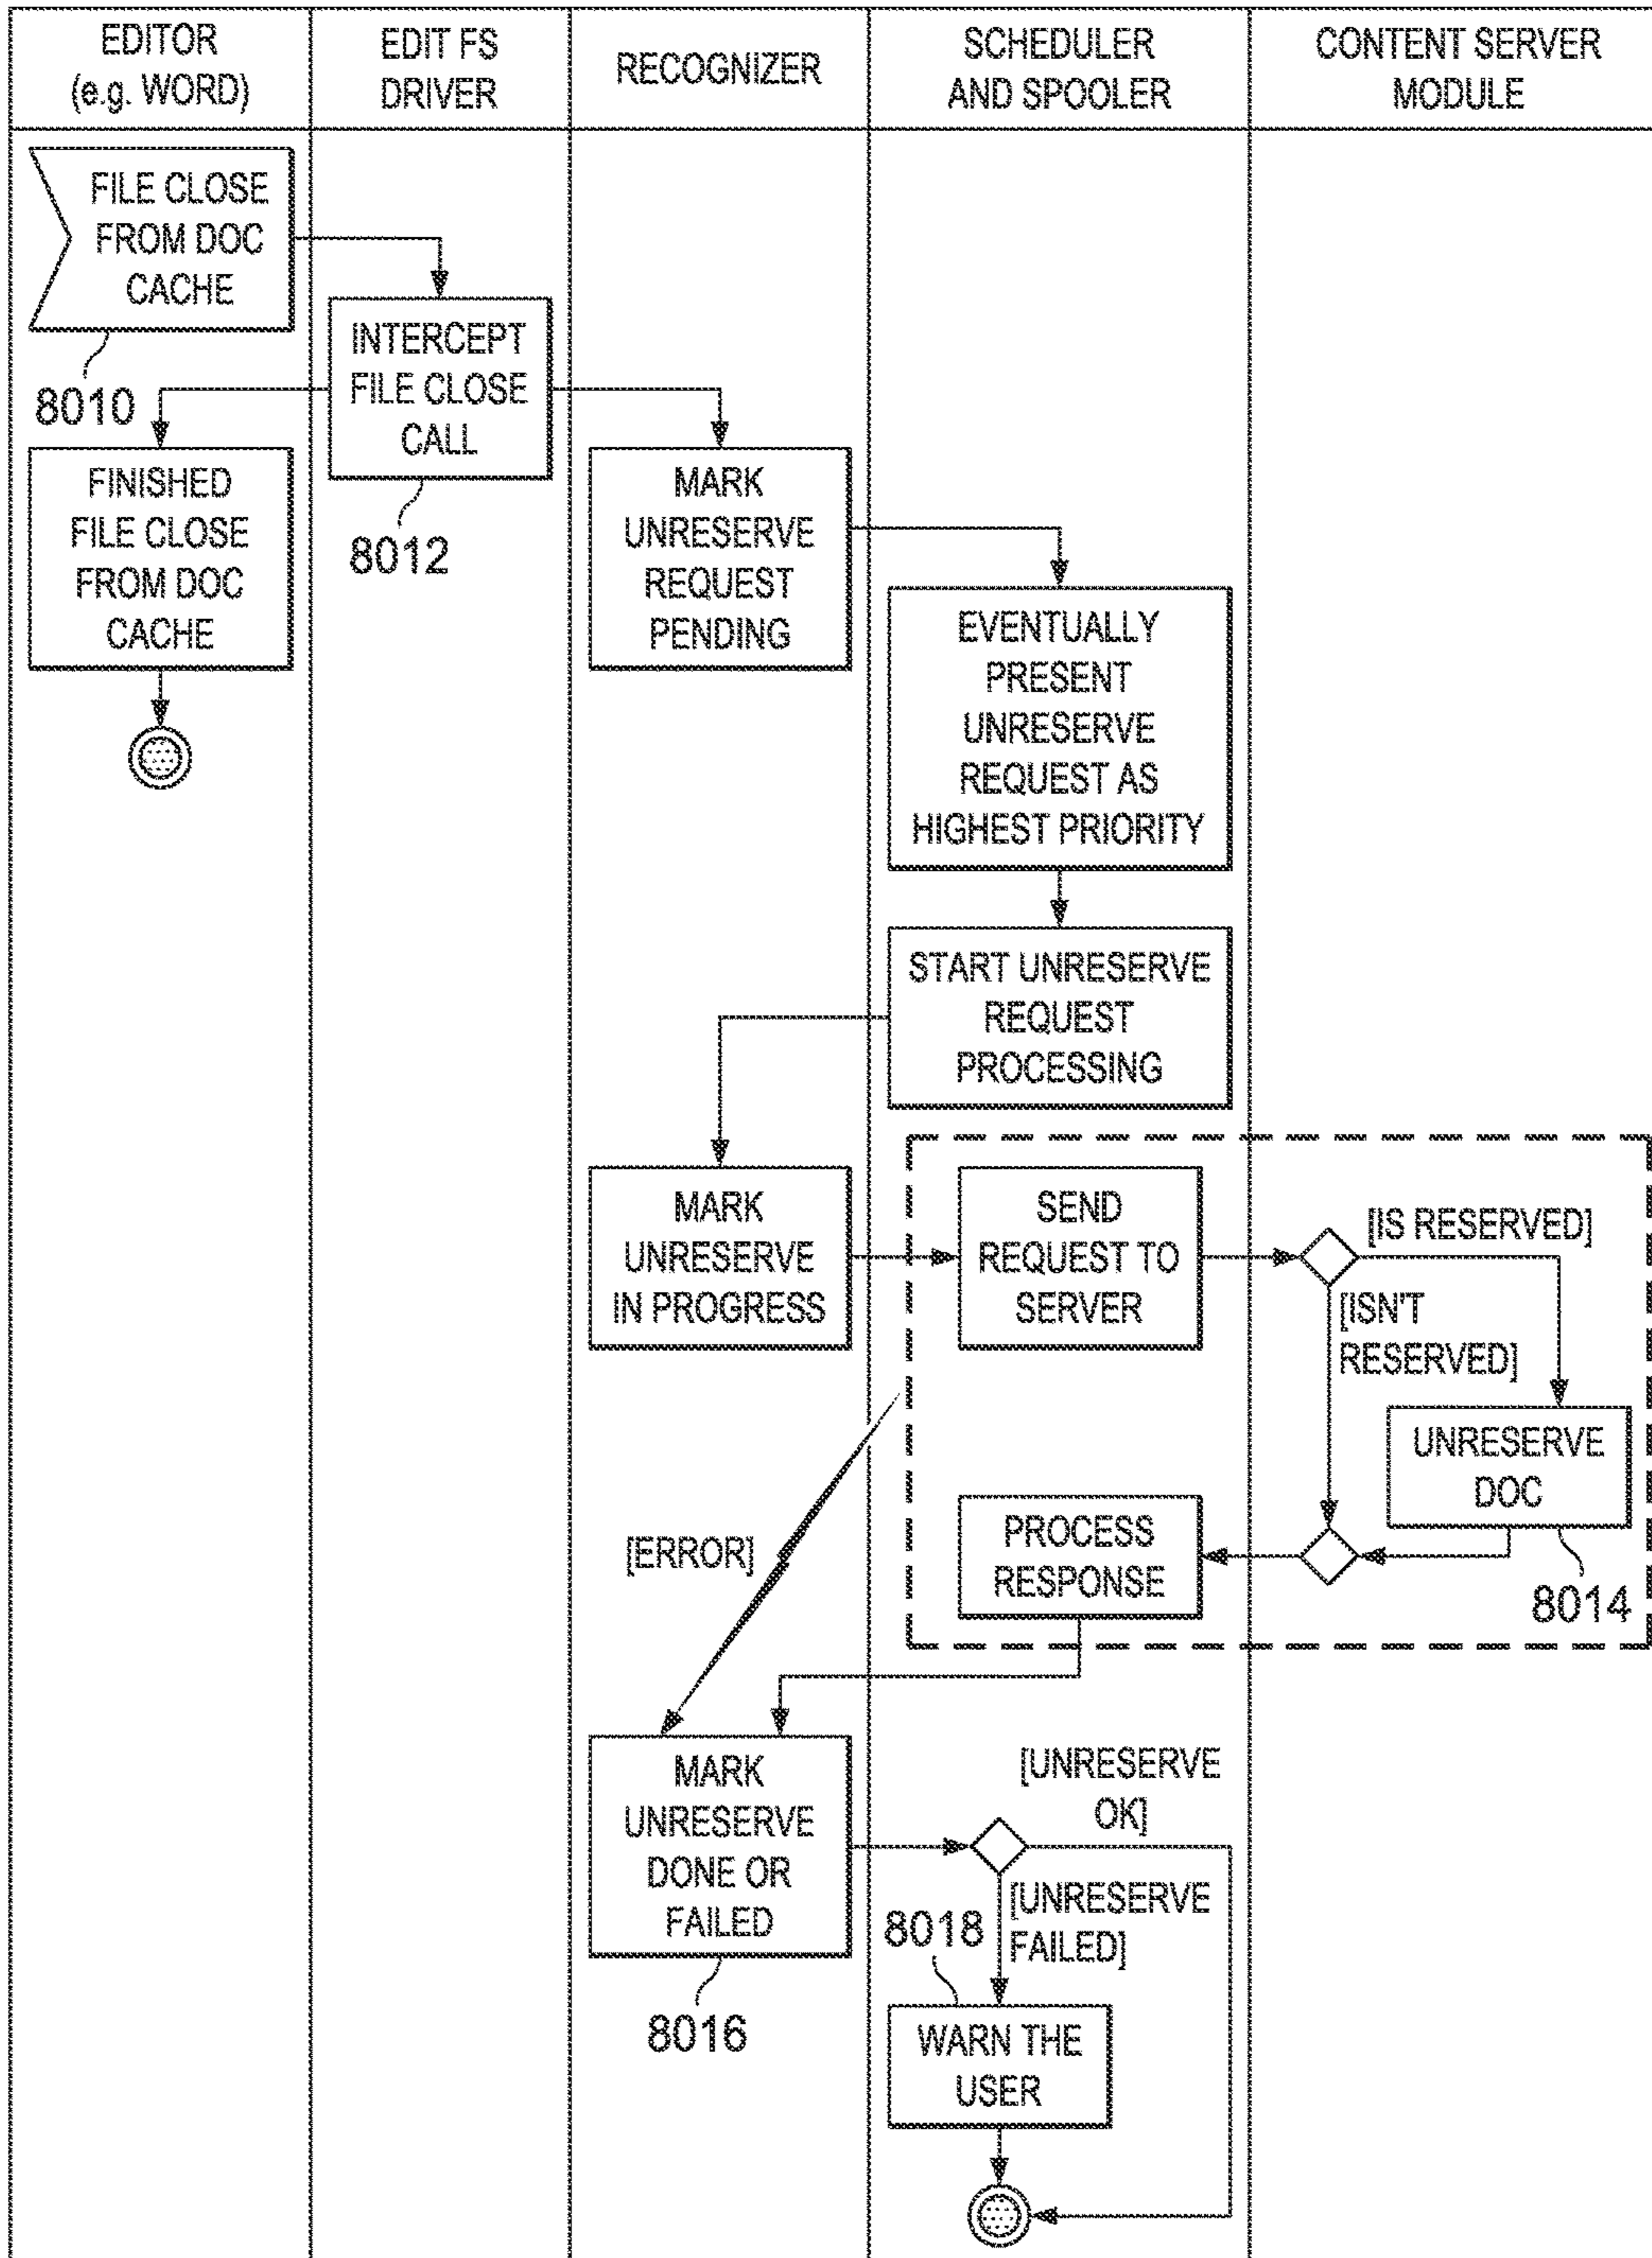 EDITOR
(e.g. WORD)
EDIT FS
DRIVER
RECOGNIZER
SCHEDULER
AND SPOOLER
CONTENT SERVER
MODULE
FILE CLOSE
FROM DOC
CACHE
8010
INTERCEPT
FILE CLOSE
CALL
8012
FINISHED
FILE CLOSE
FROM DOC
CACHE
MARK
UNRESERVE
REQUEST
PENDING
EVENTUALLY
PRESENT
UNRESERVE
REQUEST AS
HIGHEST PRIORITY
START UNRESERVE
REQUEST
PROCESSING
MARK
UNRESERVE
IN PROGRESS
SEND
REQUEST TO
SERVER
[IS RESERVED]
[ISN'T
RESERVED]
UNRESERVE
DOC
8014
PROCESS
RESPONSE
[ERROR]
MARK
UNRESERVE
DONE OR
FAILED
8016
[UNRESERVE
OK]
[UNRESERVE
FAILED]
8018
WARN THE
USER